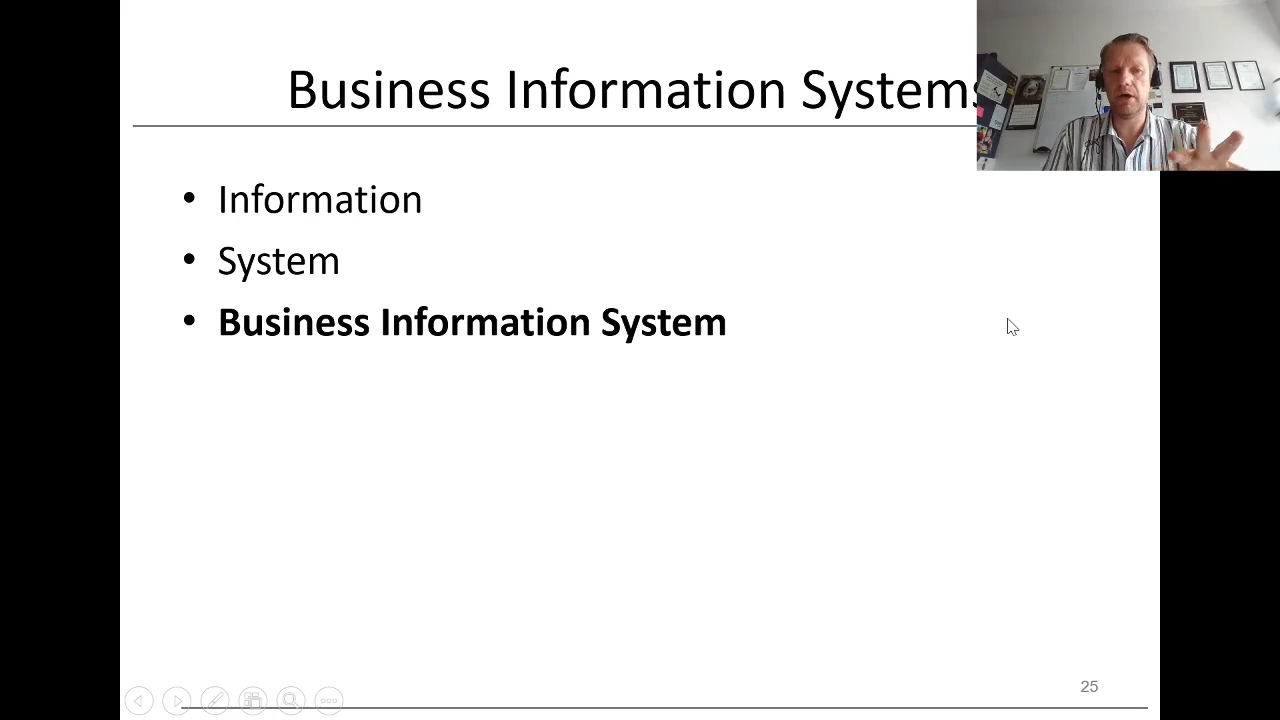 Business Information Systems
• Information
• System
• Business Information System
25